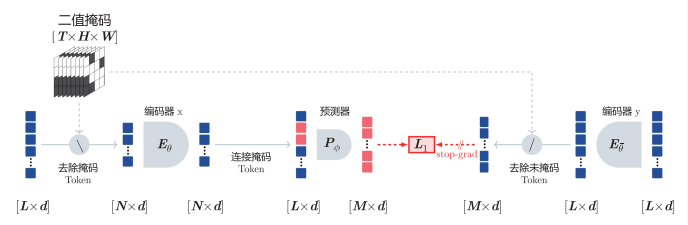 二值掩码
[T×H×W]
编码器 x
预测器
编码器 y
\
E_θ
P_ϕ
L_1
//
/
E_θ̄
连接掩码
Token
stop-grad
去除掩码
Token
去除未掩码
Token
[L×d]
[N×d]
[N×d]
[L×d]
[M×d]
[M×d]
[L×d]
[L×d]